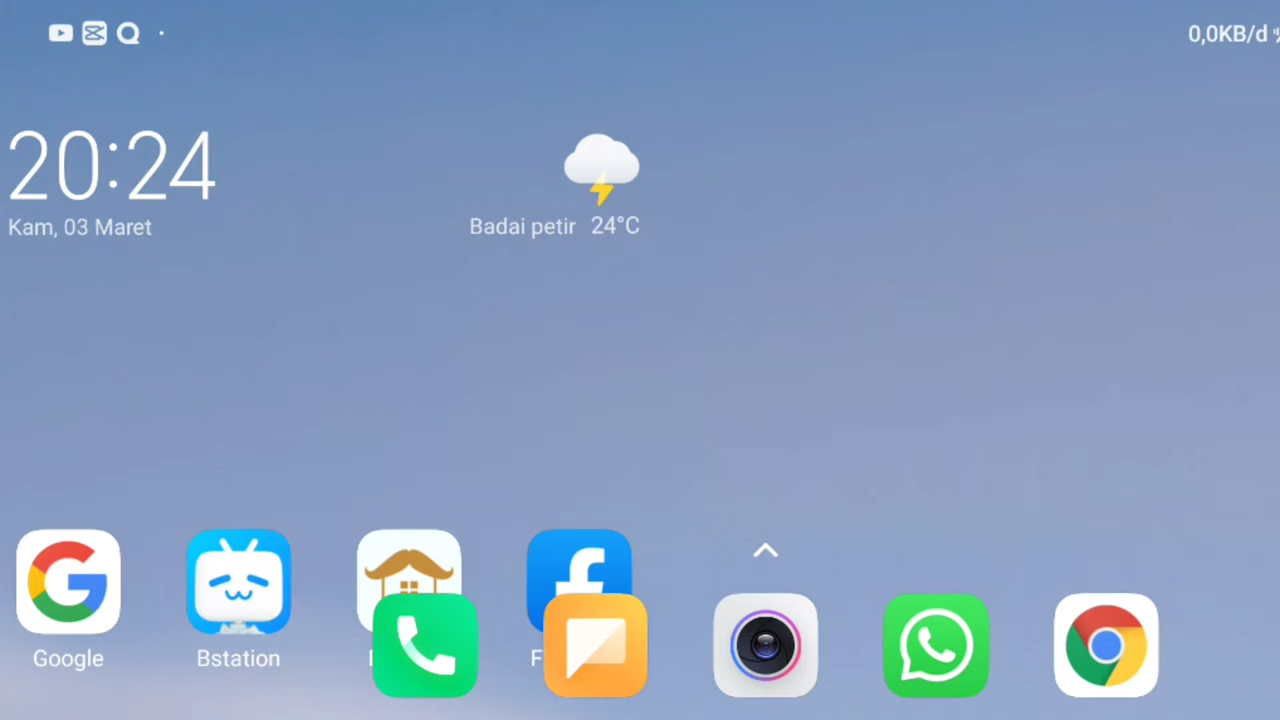 0,0KB/d
20:24
Kam, 03 Maret
Badai petir 24°C
Google
Bstation
F